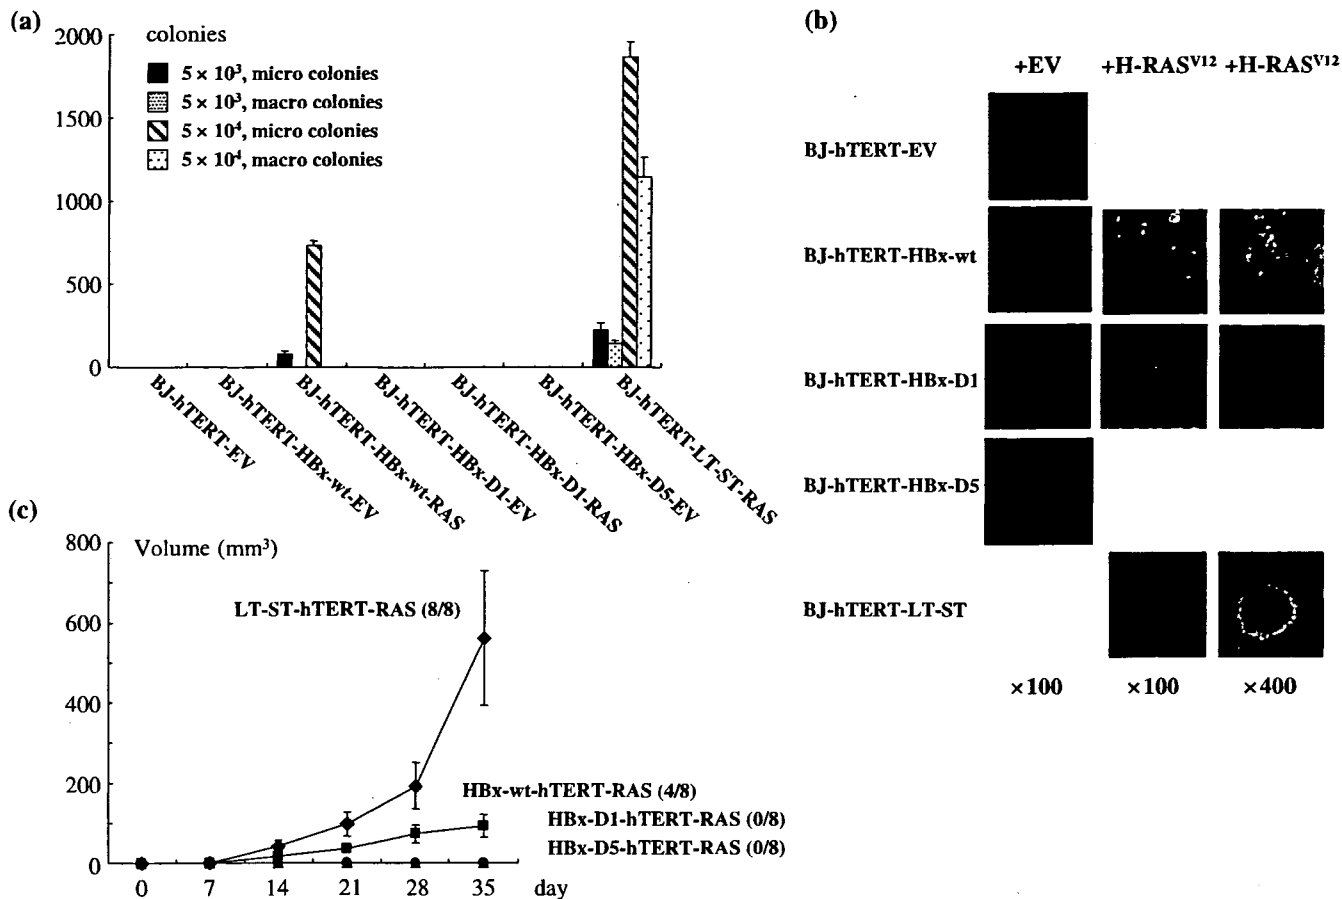 (a)
colonies
5 × 10³, micro colonies
5 × 10³, macro colonies
5 × 10⁴, micro colonies
5 × 10⁴, macro colonies
2000
1500
1000
500
0
BJ-hTERT-EV
BJ-hTERT-HBx-wt-EV
BJ-hTERT-HBx-wt-RAS
BJ-hTERT-HBx-D1-EV
BJ-hTERT-HBx-D1-RAS
BJ-hTERT-HBx-D5-EV
BJ-hTERT-LT-ST-RAS
(b)
+EV +H-RASV12 +H-RASV12
BJ-hTERT-EV
BJ-hTERT-HBx-wt
BJ-hTERT-HBx-D1
BJ-hTERT-HBx-D5
BJ-hTERT-LT-ST
×100 ×100 ×400
(c)
Volume (mm³)
800
600
400
200
0
LT-ST-hTERT-RAS (8/8)
HBx-wt-hTERT-RAS (4/8)
HBx-D1-hTERT-RAS (0/8)
HBx-D5-hTERT-RAS (0/8)
0 7 14 21 28 35 day